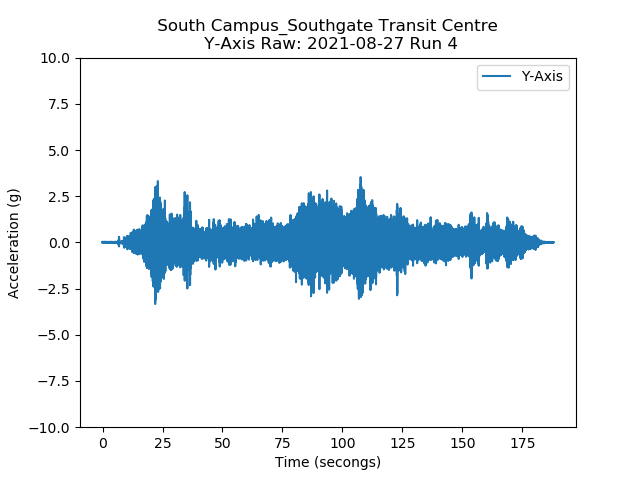 South Campus_Southgate Transit Centre
Y-Axis Raw: 2021-08-27 Run 4
Y-Axis
10.0
7.5
5.0
2.5
0.0
−2.5
−5.0
−7.5
−10.0
Acceleration (g)
0 25 50 75 100 125 150 175
Time (secongs)